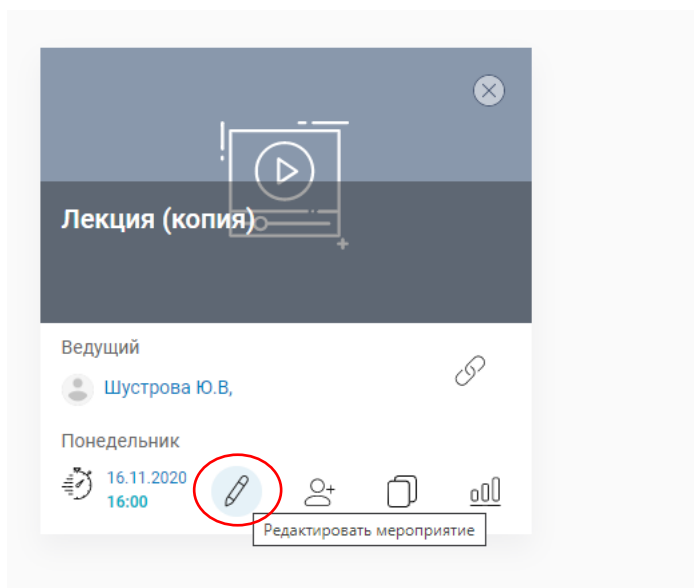 Лекция (копия)
Ведущий
Шустрова Ю.В,
Понедельник
16.11.2020
16:00
Редактировать мероприятие